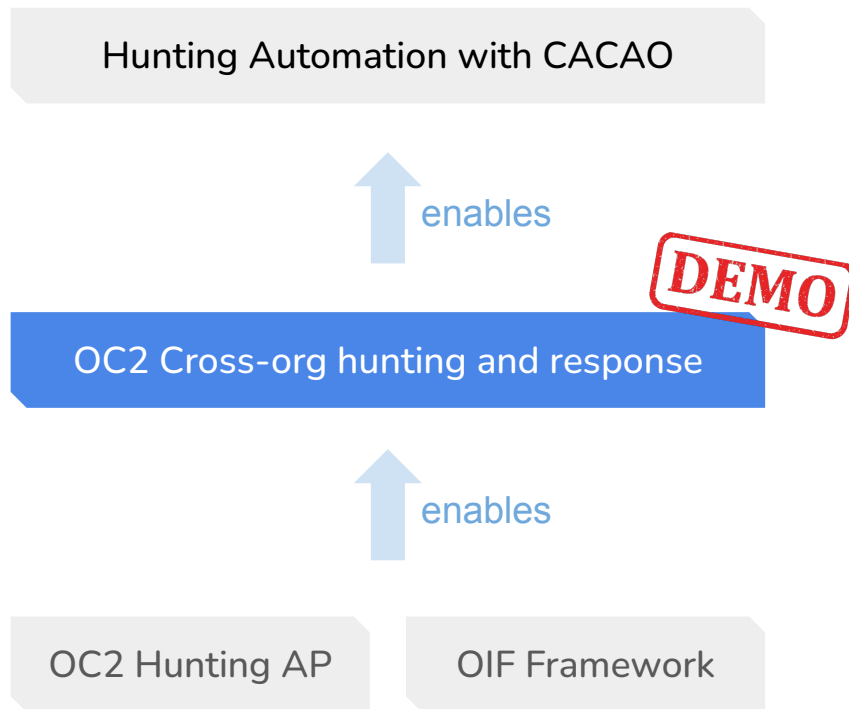 Hunting Automation with CACAO
enables
DEMO
OC2 Cross-org hunting and response
enables
OC2 Hunting AP
OIF Framework